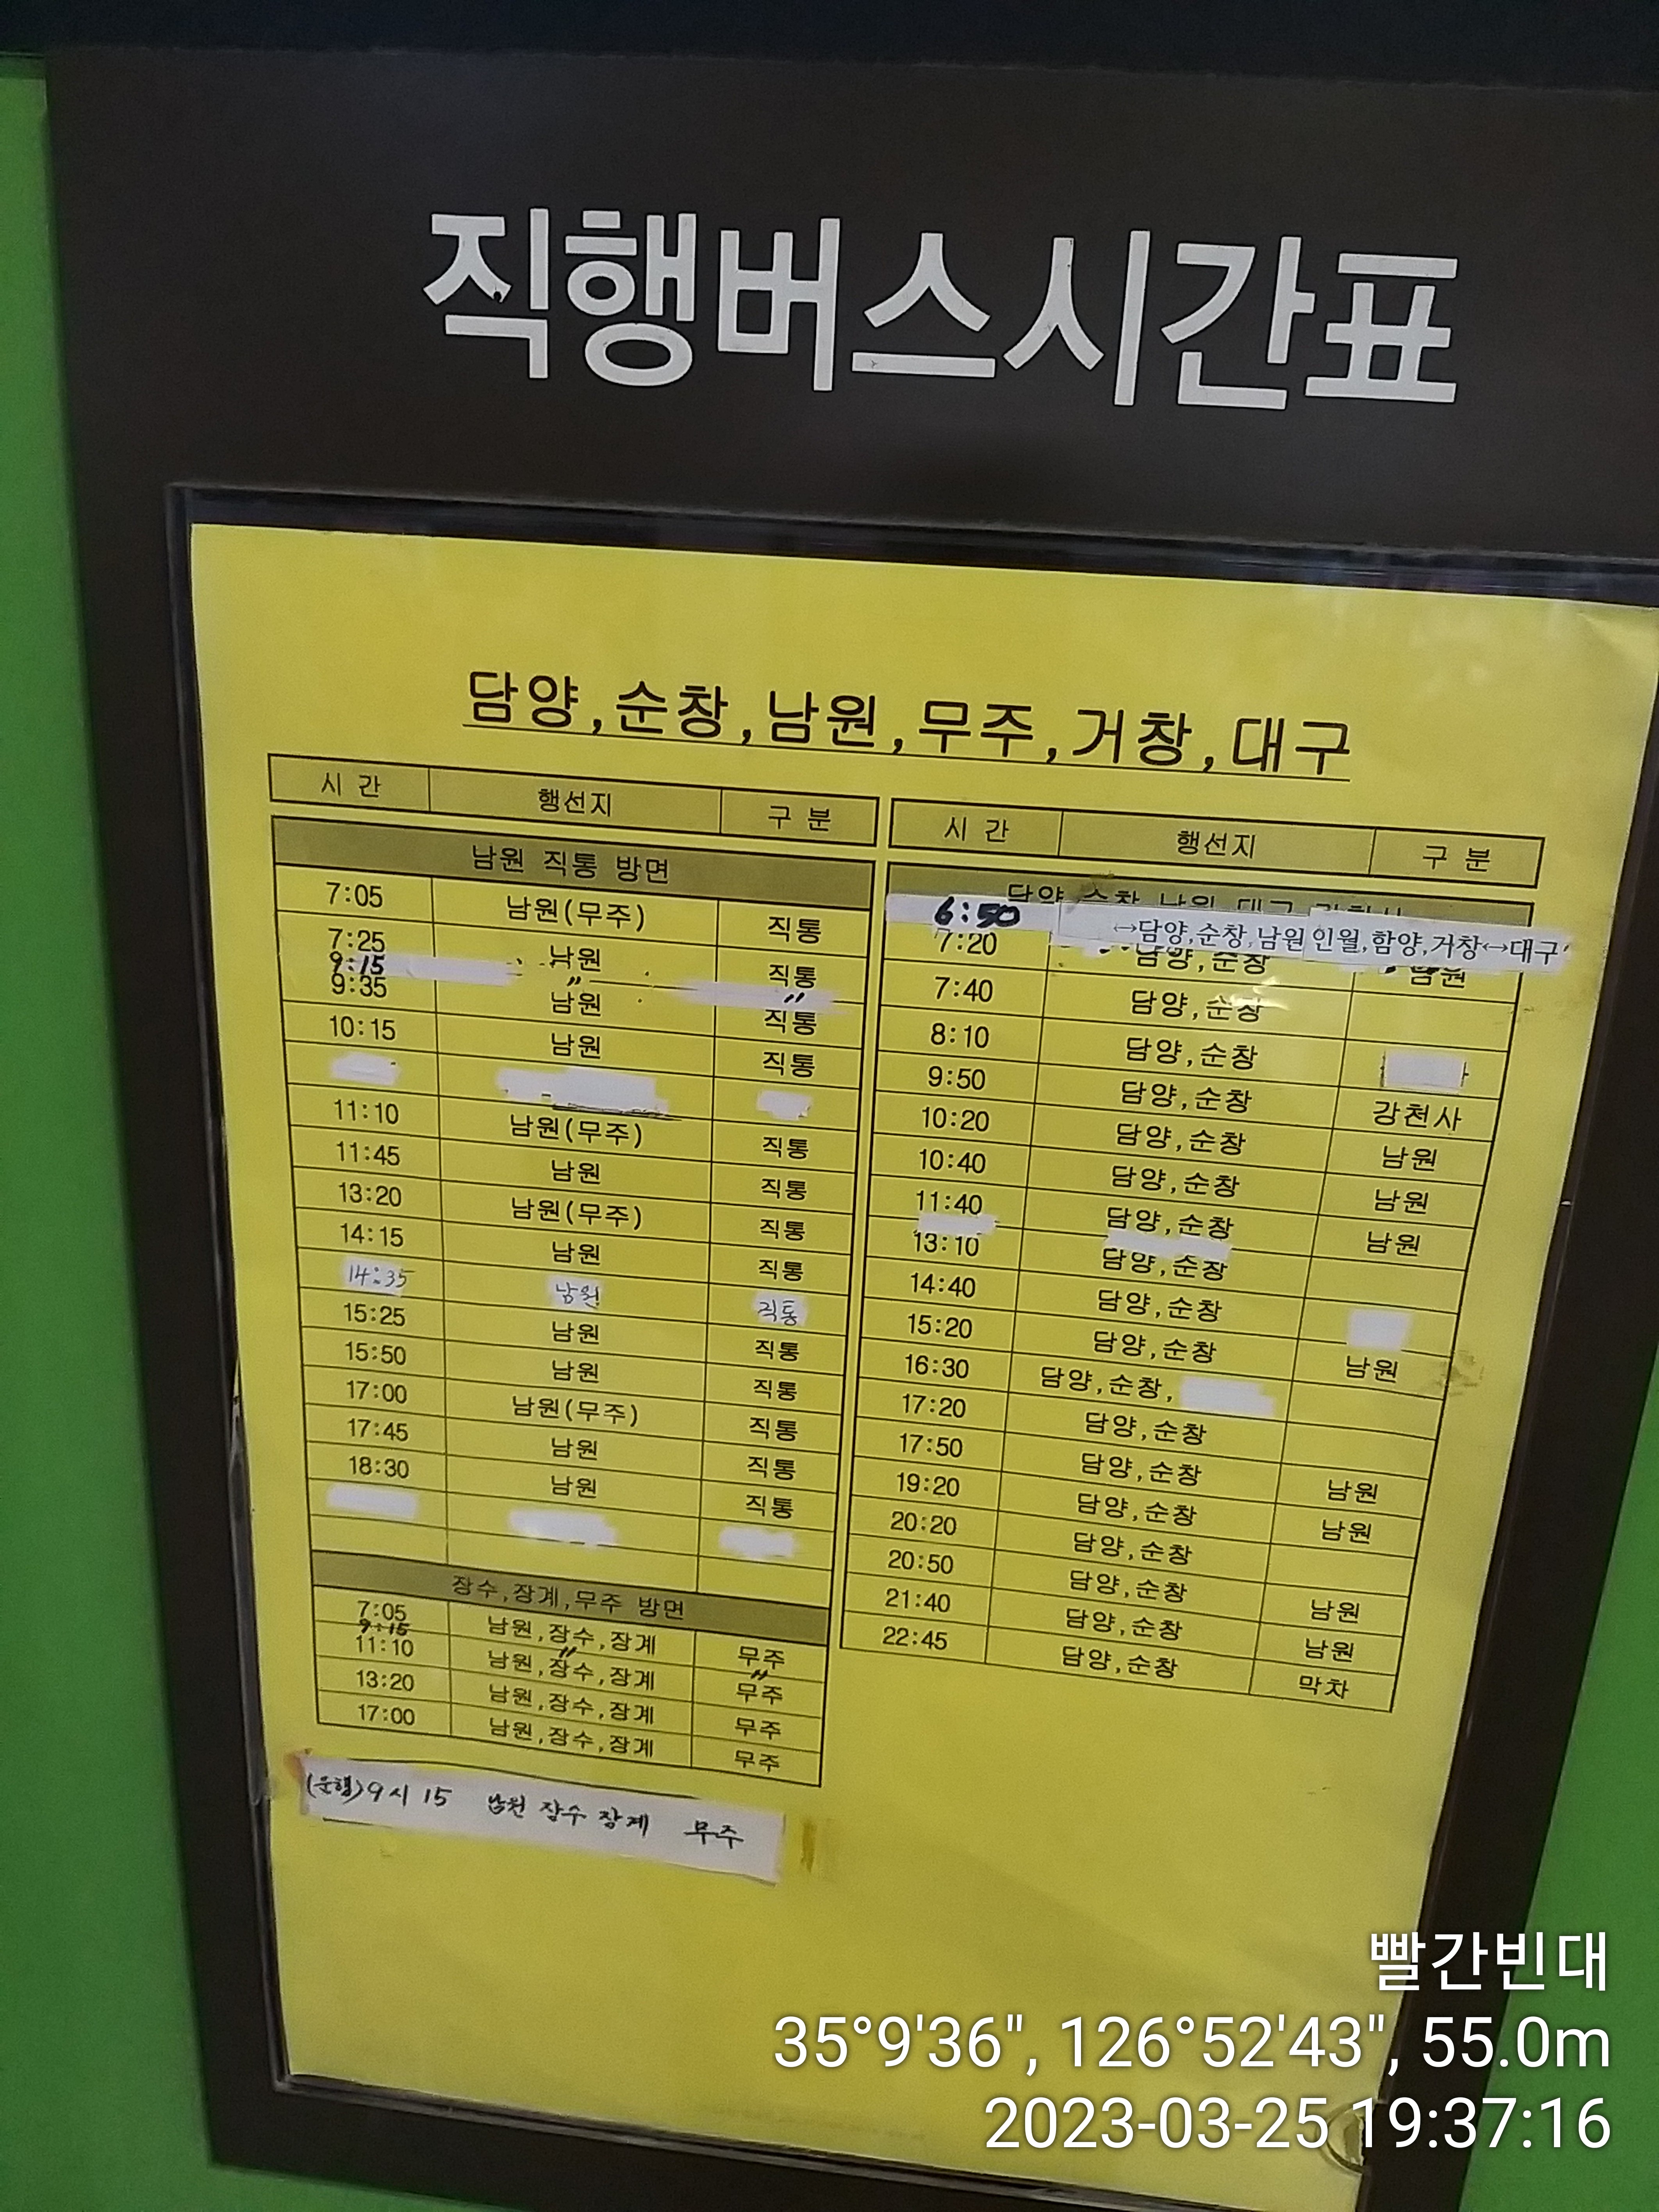 직행버스시간표
담양,순창,남원,무주,거창,대구
시 간 행선지 구 분
남원 직통 방면
7:05 남원(무주) 직통
7:25 남원 직통
9:15 〃 〃
9:35 남원 직통
10:15 남원 직통
11:10 남원(무주) 직통
11:45 남원 직통
13:20 남원(무주) 직통
14:15 남원 직통
14:35 남원 직통
15:25 남원 직통
15:50 남원 직통
17:00 남원(무주) 직통
17:45 남원 직통
18:30 남원 직통
장수,장계,무주 방면
7:05 남원,장수,장계 무주
9:15 〃 〃
11:10 남원,장수,장계 무주
13:20 남원,장수,장계 무주
17:00 남원,장수,장계 무주
(운행)9시 15 남원 장수 장계 무주
시 간 행선지 구 분
담양 순창 남원 대구
6:50 ↔담양,순창,남원 인월,함양,거창↔대구
7:20 담양,순창 남원
7:40 담양,순창
8:10 담양,순창
9:50 담양,순창 강천사
10:20 담양,순창 남원
10:40 담양,순창 남원
11:40 담양,순창 남원
13:10 담양,순창
14:40 담양,순창
15:20 담양,순창 남원
16:30 담양,순창,
17:20 담양,순창
17:50 담양,순창 남원
19:20 담양,순창 남원
20:20 담양,순창
20:50 담양,순창 남원
21:40 담양,순창 남원
22:45 담양,순창 막차
빨간빈대
35°9'36", 126°52'43", 55.0m
2023-03-25 19:37:16